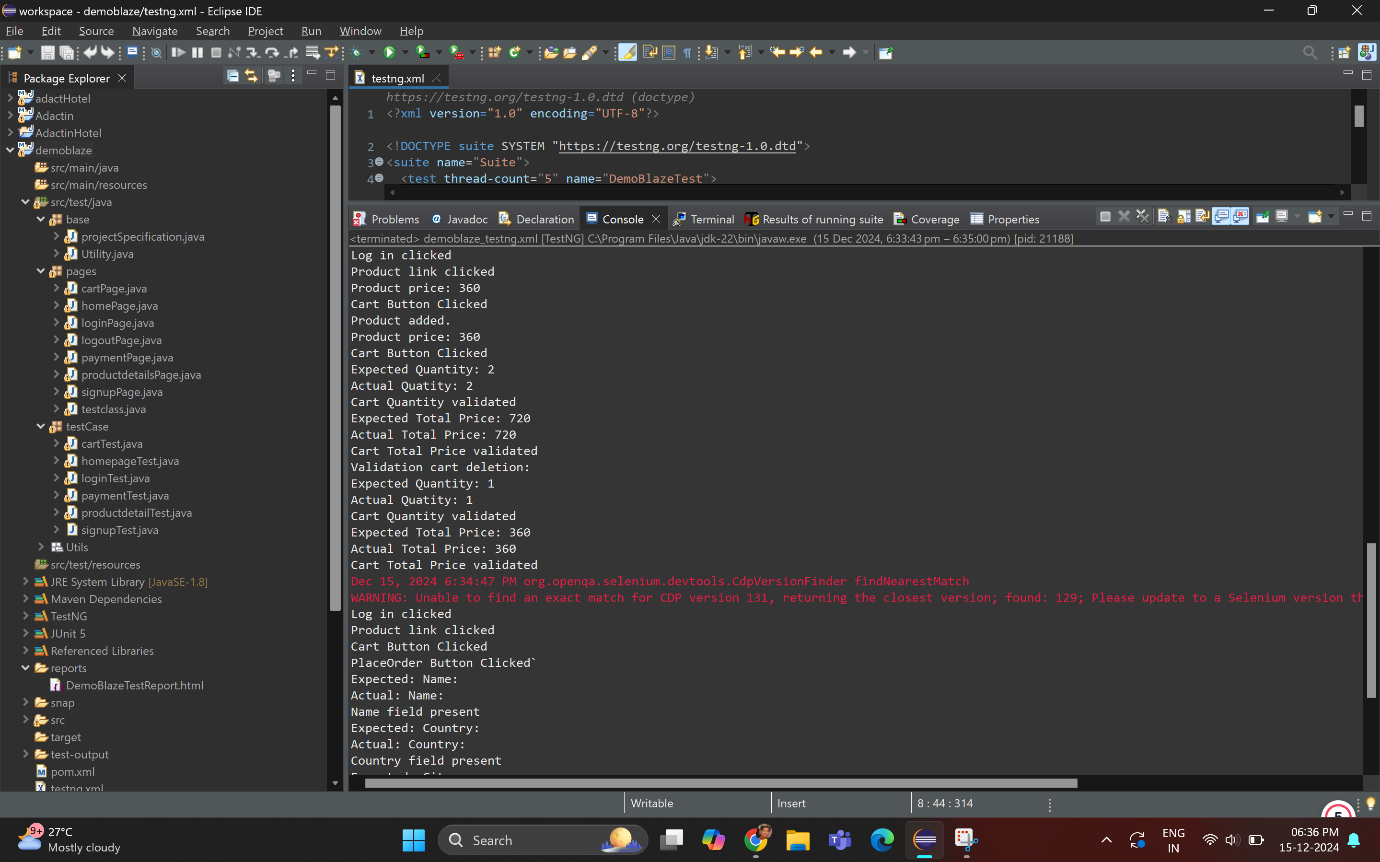 workspace - demoblaze/testng.xml - Eclipse IDE
File Edit Source Navigate Search Project Run Window Help
Package Explorer
adactHotel
Adactin
AdactinHotel
demoblaze
src/main/java
src/main/resources
src/test/java
base
projectSpecification.java
Utility.java
pages
cartPage.java
homePage.java
loginPage.java
logoutPage.java
paymentPage.java
productdetailsPage.java
signupPage.java
testclass.java
testCase
cartTest.java
homepageTest.java
loginTest.java
paymentTest.java
productdetailTest.java
signupTest.java
Utils
src/test/resources
JRE System Library [JavaSE-1.8]
Maven Dependencies
TestNG
JUnit 5
Referenced Libraries
reports
DemoBlazeTestReport.html
snap
src
target
test-output
pom.xml
testng.xml
testng.xml
https://testng.org/testng-1.0.dtd (doctype)
1 <?xml version="1.0" encoding="UTF-8"?>
2 <!DOCTYPE suite SYSTEM "https://testng.org/testng-1.0.dtd">
3 <suite name="Suite">
4 <test thread-count="5" name="DemoBlazeTest">
Problems Javadoc Declaration Console Terminal Results of running suite Coverage Properties
<terminated> demoblaze_testng.xml [TestNG] C:\Program Files\Java\jdk-22\bin\javaw.exe (15 Dec 2024, 6:33:43 pm – 6:35:00 pm) [pid: 21188]
Log in clicked
Product link clicked
Product price: 360
Cart Button Clicked
Product added.
Product price: 360
Cart Button Clicked
Expected Quantity: 2
Actual Quatity: 2
Cart Quantity validated
Expected Total Price: 720
Actual Total Price: 720
Cart Total Price validated
Validation cart deletion:
Expected Quantity: 1
Actual Quatity: 1
Cart Quantity validated
Expected Total Price: 360
Actual Total Price: 360
Cart Total Price validated
Dec 15, 2024 6:34:47 PM org.openqa.selenium.devtools.CdpVersionFinder findNearestMatch
WARNING: Unable to find an exact match for CDP version 131, returning the closest version; found: 129; Please update to a Selenium version th
Log in clicked
Product link clicked
Cart Button Clicked
PlaceOrder Button Clicked`
Expected: Name:
Actual: Name:
Name field present
Expected: Country:
Actual: Country:
Country field present
Writable Insert 8 : 44 : 314
9+ 27°C
Mostly cloudy
Search
ENG
IN
06:36 PM
15-12-2024